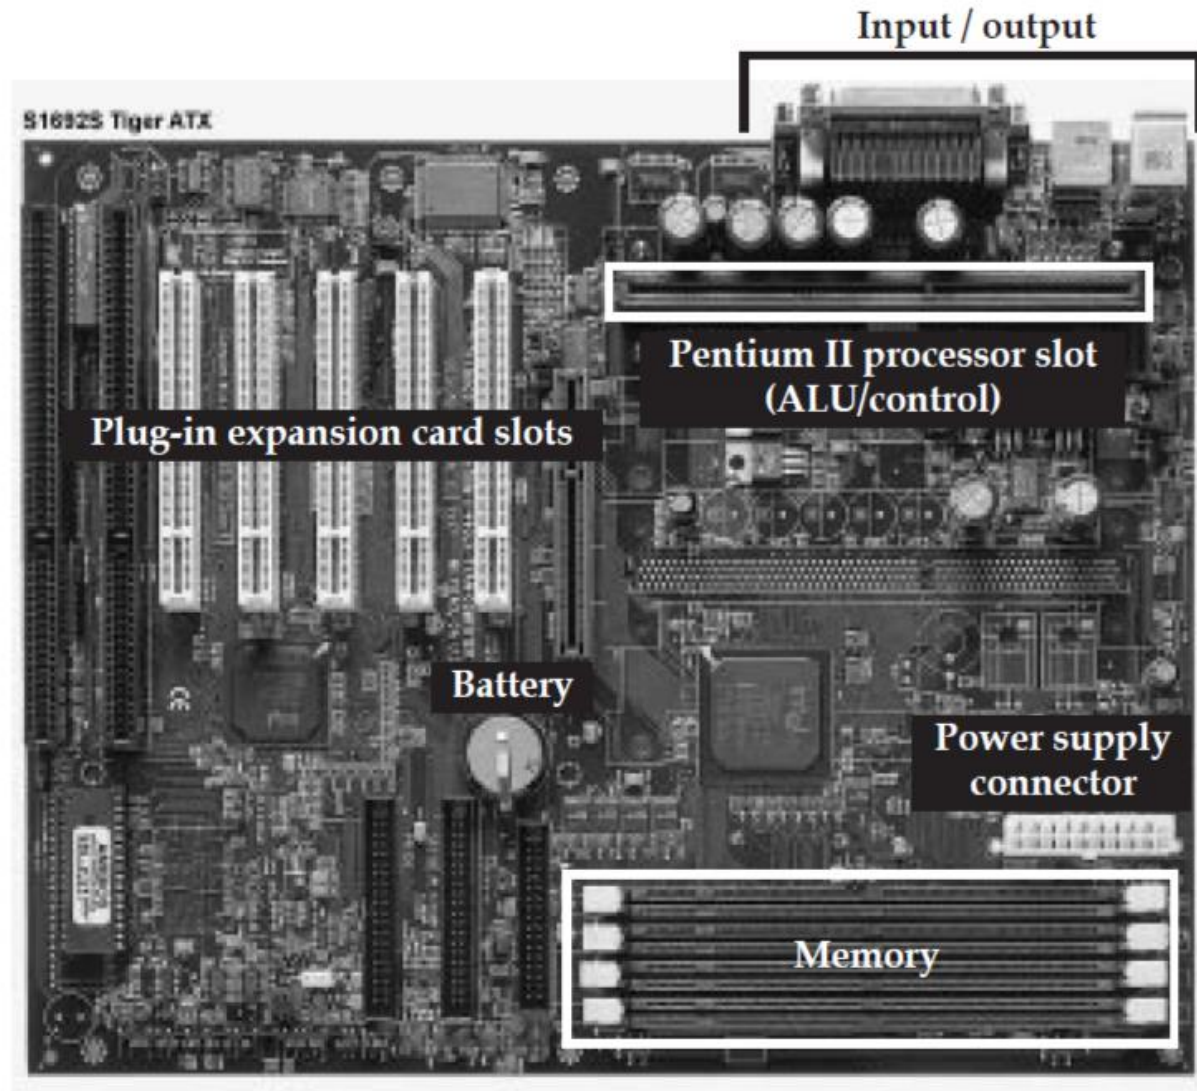 Input / output
S1692S Tiger ATX
Pentium II processor slot
(ALU/control)
Plug-in expansion card slots
Battery
Power supply
connector
Memory